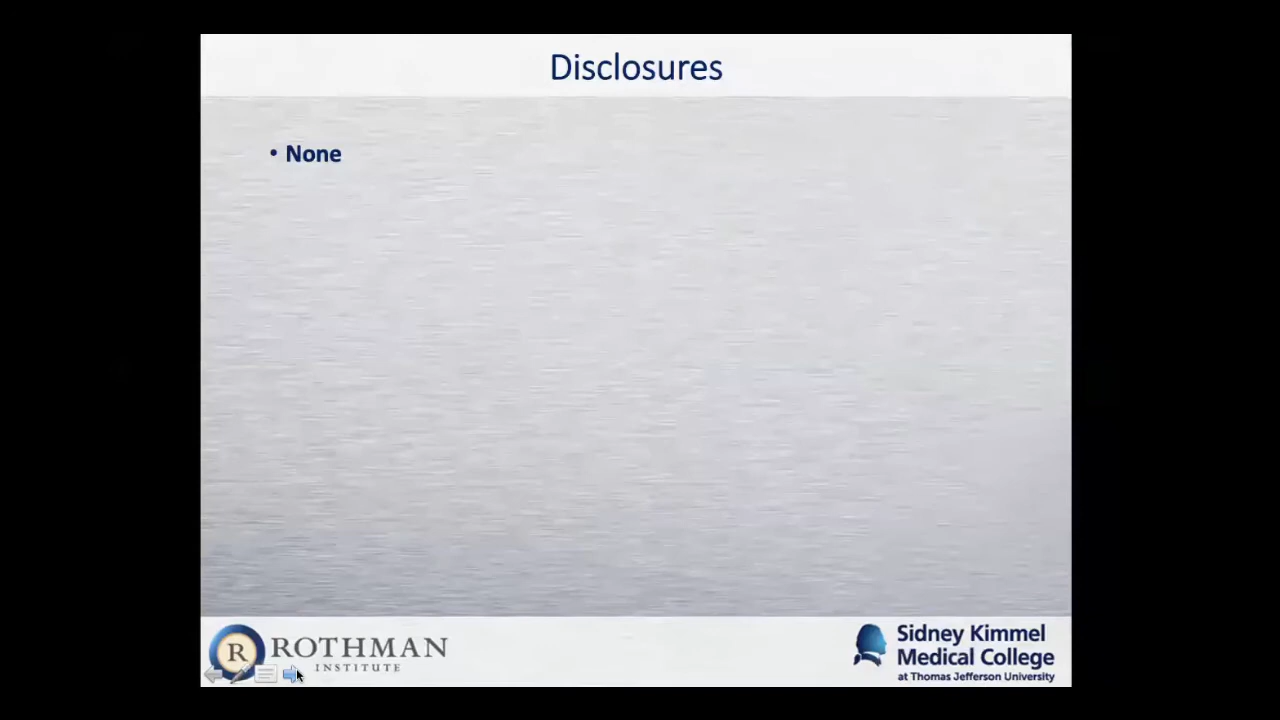 Disclosures
• None
R ROTHMAN
INSTITUTE
Sidney Kimmel
Medical College
at Thomas Jefferson University